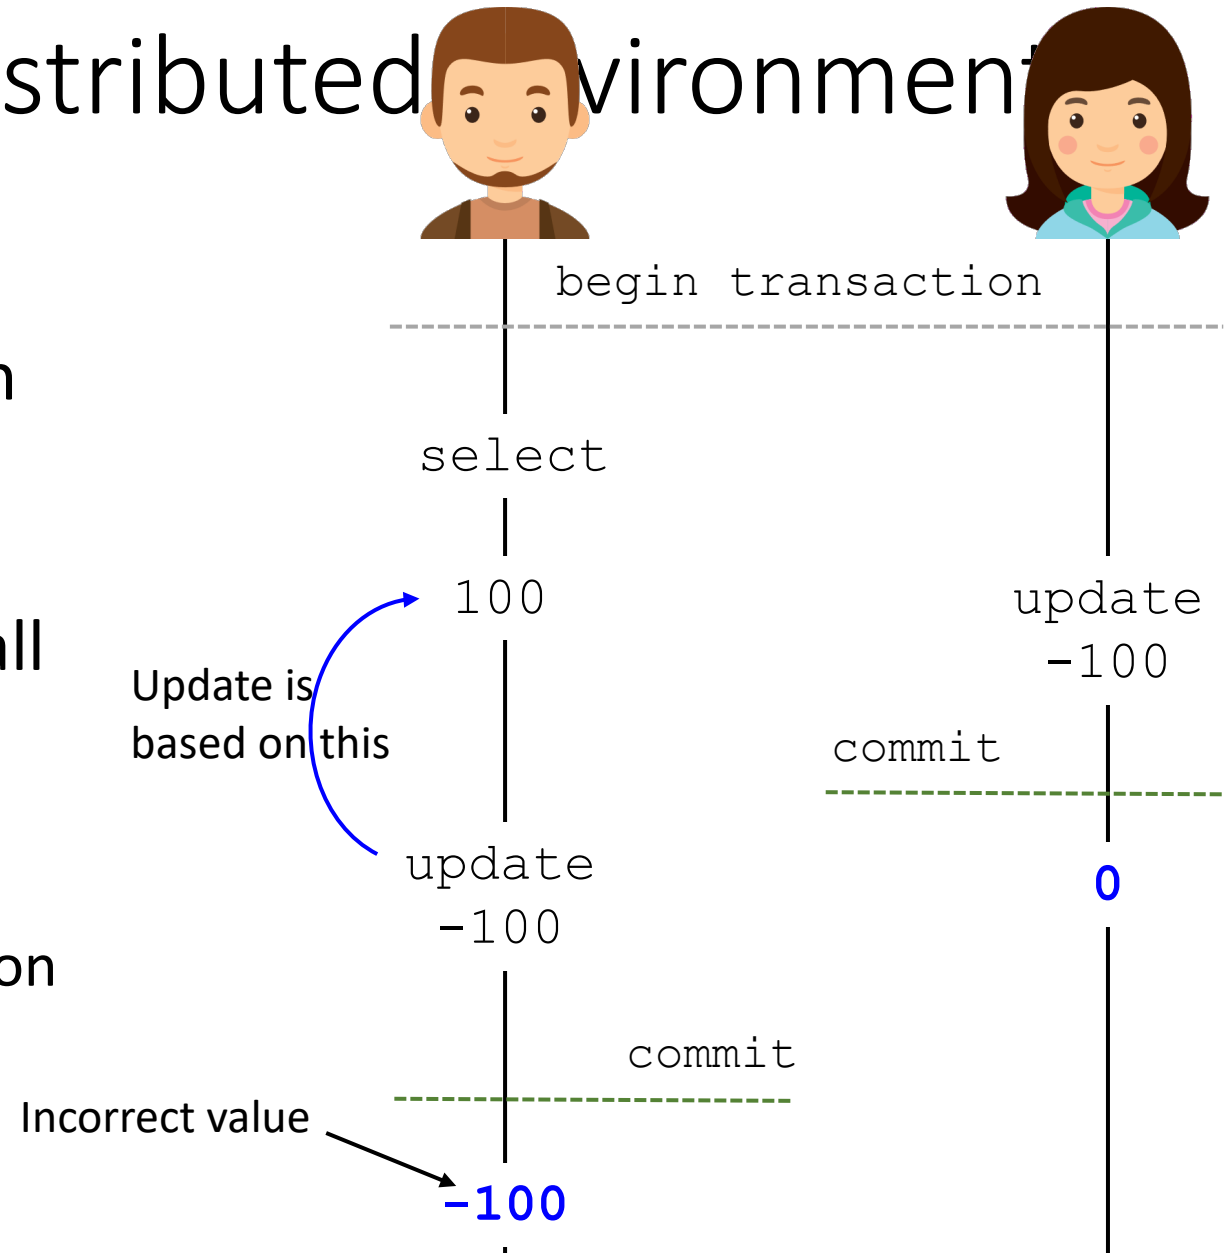 stributed vironment
begin transaction
n
select
100
update
-100
all
Update is
based on this
commit
update
-100
0
on
commit
Incorrect value
-100